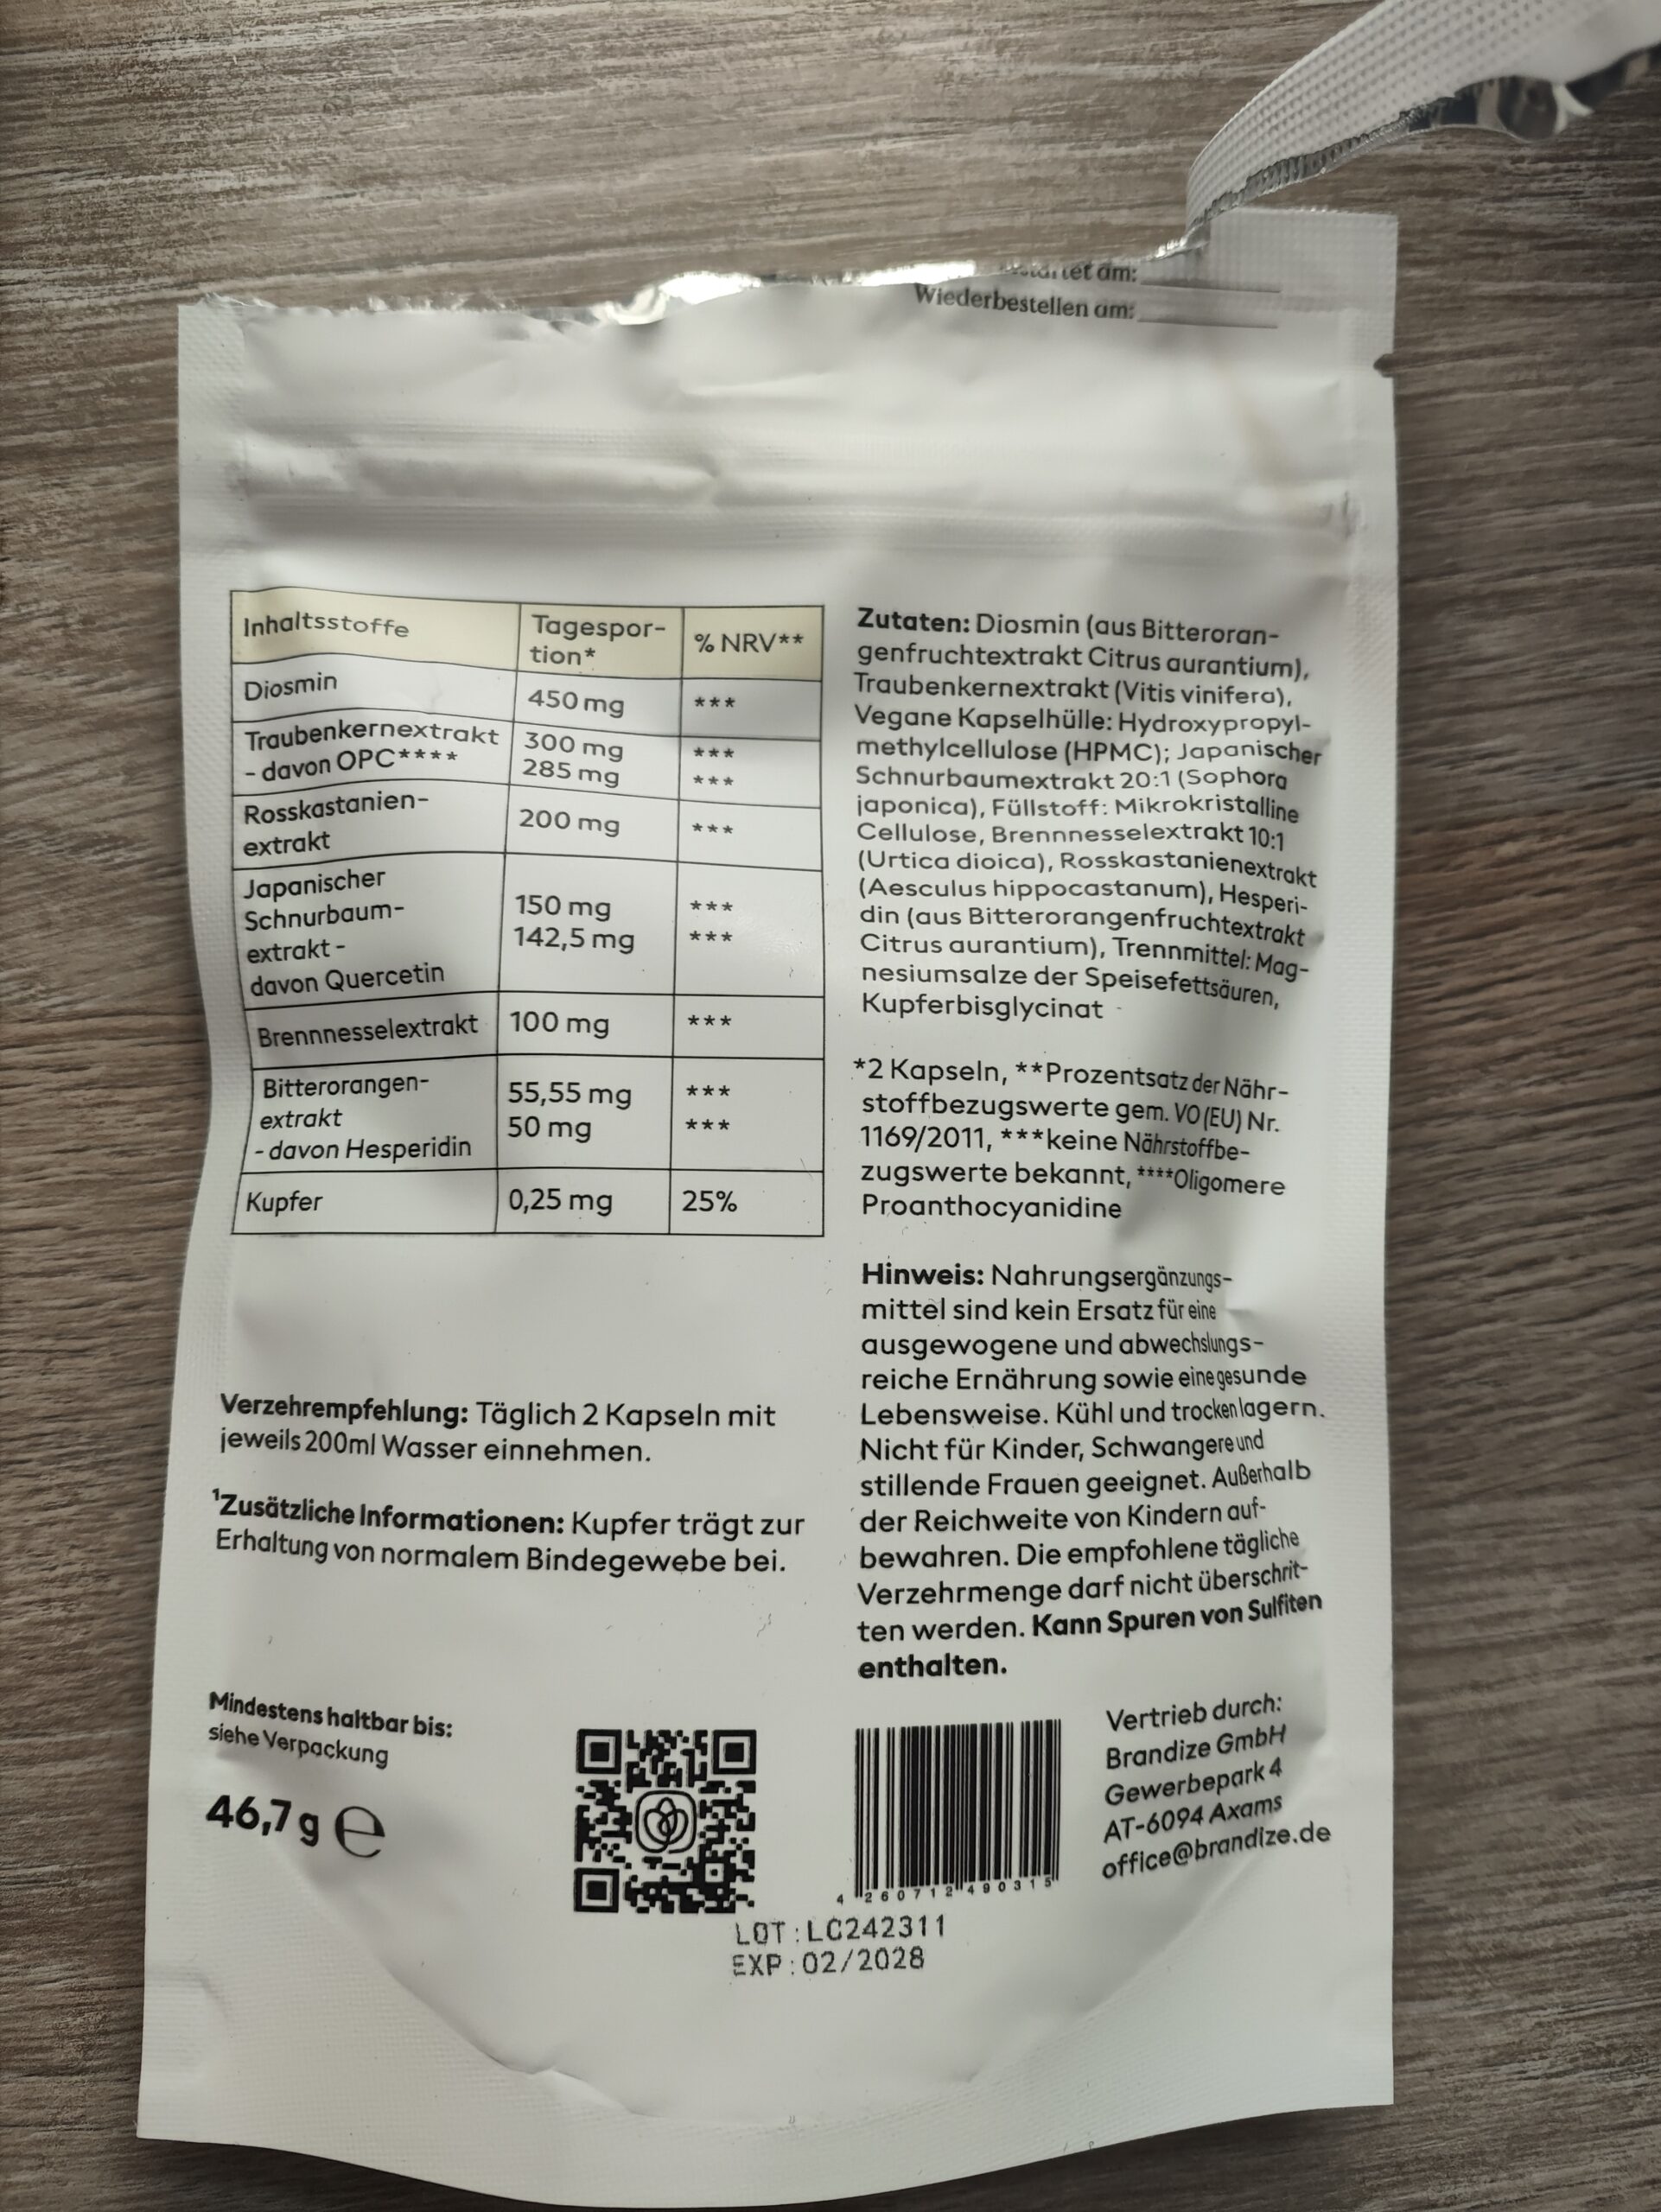 am:
Wiederbestellen am:
Inhaltsstoffe Tagespor- % NRV**
tion*
Diosmin 450 mg ***
Traubenkernextrakt 300 mg ***
- davon OPC**** 285 mg ***
Rosskastanien-
extrakt 200 mg ***
Japanischer
Schnurbaum- 150 mg ***
extrakt - 142,5 mg ***
davon Quercetin
Brennnesselextrakt 100 mg ***
Bitterorangen- 55,55 mg ***
extrakt 50 mg ***
- davon Hesperidin
Kupfer 0,25 mg 25%
Verzehrempfehlung: Täglich 2 Kapseln mit
jeweils 200ml Wasser einnehmen.
¹Zusätzliche Informationen: Kupfer trägt zur
Erhaltung von normalem Bindegewebe bei.
Mindestens haltbar bis:
siehe Verpackung
46,7 g e
Zutaten: Diosmin (aus Bitteroran-
genfruchtextrakt Citrus aurantium),
Traubenkernextrakt (Vitis vinifera),
Vegane Kapselhülle: Hydroxypropyl-
methylcellulose (HPMC); Japanischer
Schnurbaumextrakt 20:1 (Sophora
japonica), Füllstoff: Mikrokristalline
Cellulose, Brennnesselextrakt 10:1
(Urtica dioica), Rosskastanienextrakt
(Aesculus hippocastanum), Hesperi-
din (aus Bitterorangenfruchtextrakt
Citrus aurantium), Trennmittel: Mag-
nesiumsalze der Speisefettsäuren,
Kupferbisglycinat
*2 Kapseln, **Prozentsatz der Nähr-
stoffbezugswerte gem. VO (EU) Nr.
1169/2011, ***keine Nährstoffbe-
zugswerte bekannt, ****Oligomere
Proanthocyanidine
Hinweis: Nahrungsergänzungs-
mittel sind kein Ersatz für eine
ausgewogene und abwechslungs-
reiche Ernährung sowie eine gesunde
Lebensweise. Kühl und trocken lagern.
Nicht für Kinder, Schwangere und
stillende Frauen geeignet. Außerhalb
der Reichweite von Kindern auf-
bewahren. Die empfohlene tägliche
Verzehrmenge darf nicht überschrit-
ten werden. Kann Spuren von Sulfiten
enthalten.
4 260712 490315
Vertrieb durch:
Brandize GmbH
Gewerbepark 4
AT-6094 Axams
office@brandize.de
LOT:LC242311
EXP:02/2028